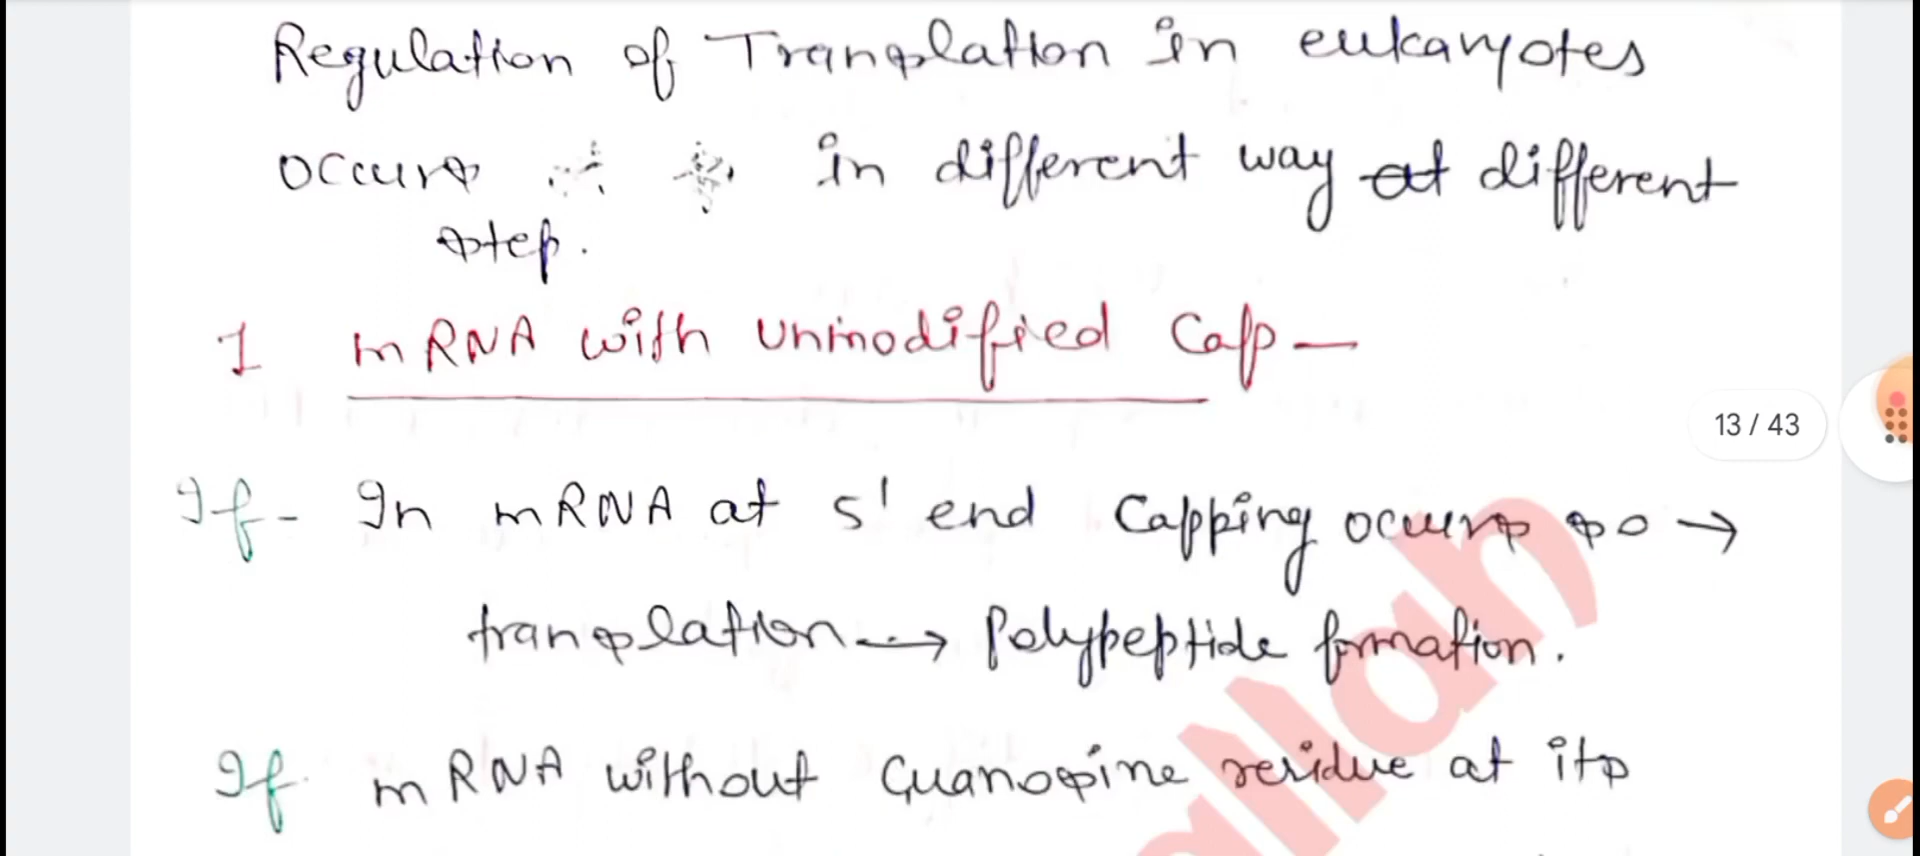 Regulation of Translation in eukaryotes
occurs in different way at different
step.
1 mRNA with unmodified Cap -
13 / 43
If - In mRNA at 5' end Capping occurs so →
translation → Polypeptide formation.
If mRNA without Guanosine residue at its